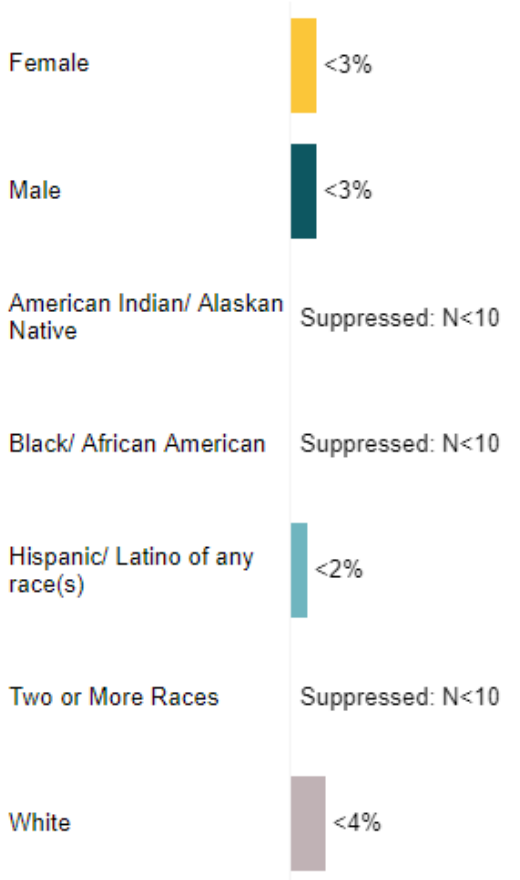 Female <3%
Male <3%
American Indian/ Alaskan
Native
Suppressed: N<10
Black/ African American Suppressed: N<10
Hispanic/ Latino of any
race(s)
<2%
Two or More Races Suppressed: N<10
White <4%